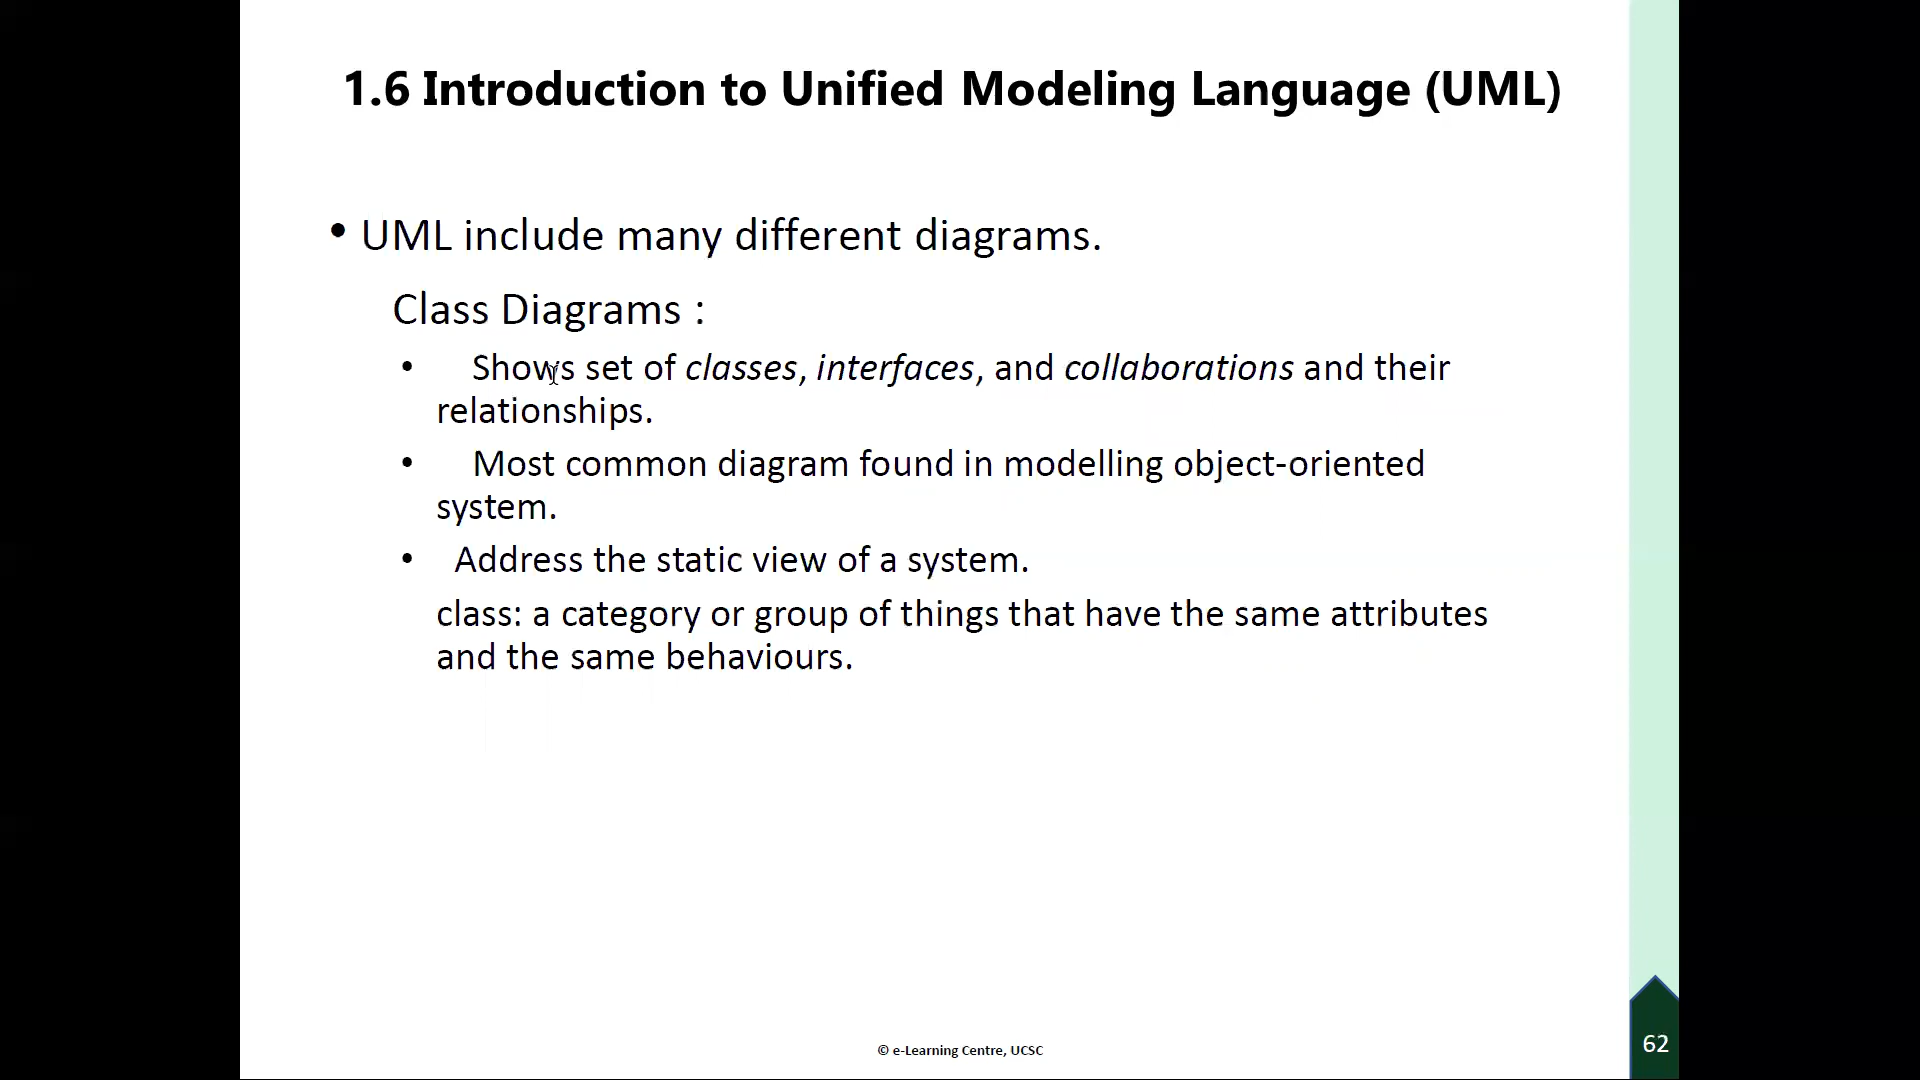 1.6 Introduction to Unified Modeling Language (UML)
• UML include many different diagrams.
Class Diagrams :
• Shows set of classes, interfaces, and collaborations and their
relationships.
• Most common diagram found in modelling object-oriented
system.
• Address the static view of a system.
class: a category or group of things that have the same attributes
and the same behaviours.
© e-Learning Centre, UCSC
62